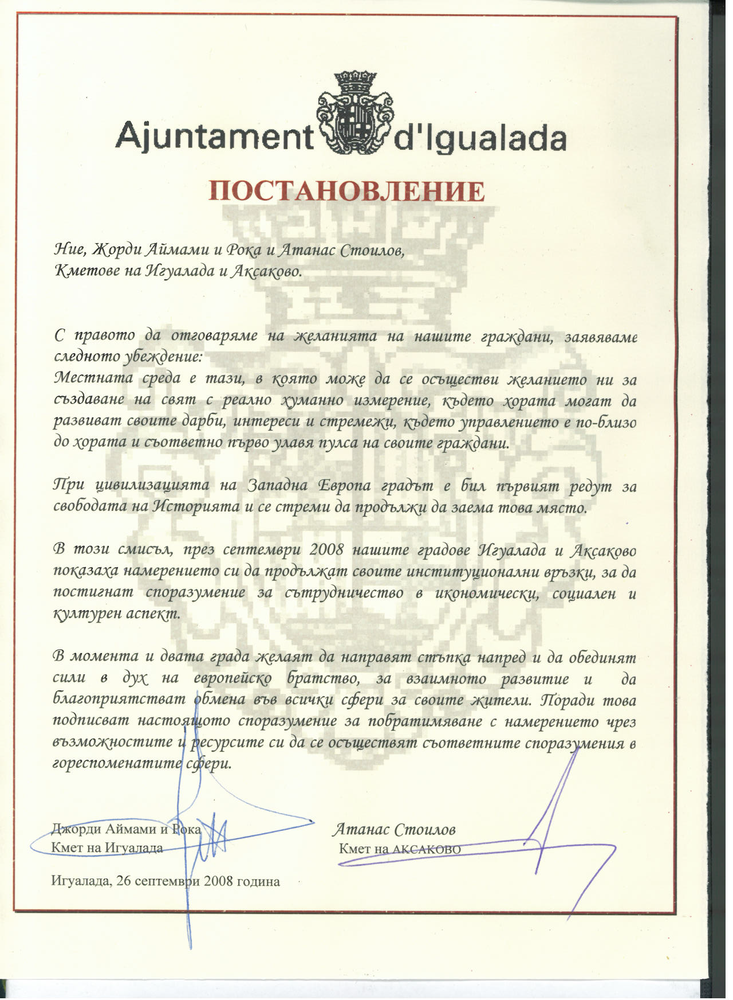 Ajuntament d'Igualada
ПОСТАНОВЛЕНИЕ
Ние, Жорди Аймами и Рока и Атанас Стоилов,
Кметове на Игуалада и Аксаково.
С правото да отговаряме на желанията на нашите граждани, заявяваме
следното убеждение:
Местната среда е тази, в която може да се осъществи желанието ни за
създаване на свят с реално хуманно измерение, където хората могат да
развиват своите дарби, интереси и стремежи, където управлението е по-близо
до хората и съответно първо улавя пулса на своите граждани.
При цивилизацията на Западна Европа градът е бил първият редут за
свободата на Историята и се стреми да продължи да заема това място.
В този смисъл, през септември 2008 нашите градове Игуалада и Аксаково
показаха намерението си да продължат своите институционални връзки, за да
постигнат споразумение за сътрудничество в икономически, социален и
културен аспект.
В момента и двата града желаят да направят стъпка напред и да обединят
сили в дух на европейско братство, за взаимното развитие и да
благоприятстват обмена във всички сфери за своите жители. Поради това
подписват настоящото споразумение за побратимяване с намерението чрез
възможностите и ресурсите си да се осъществят съответните споразумения в
гореспоменатите сфери.
Джорди Аймами и Рока
Кмет на Игуалада
Атанас Стоилов
Кмет на АКСАКОВО
Игуалада, 26 септември 2008 година